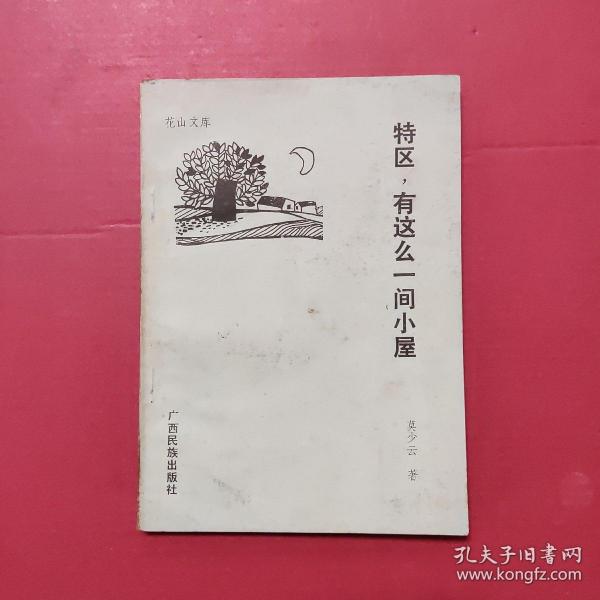 花山文库
特区，有这么一间小屋
莫少云 著
广西民族出版社
孔夫子旧书网
www.kongfz.com